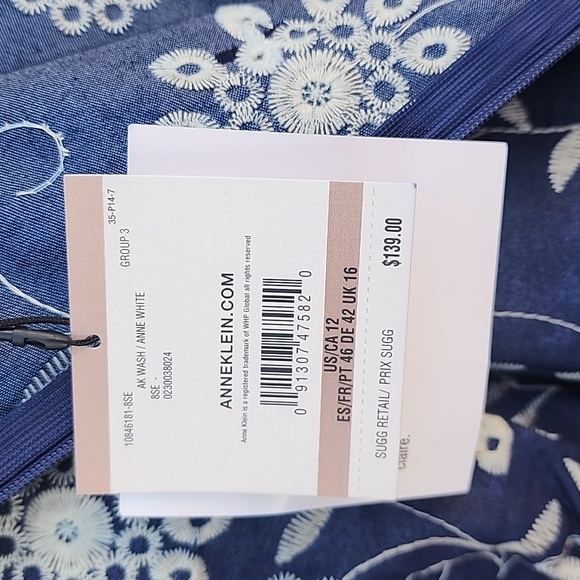 35-P14-7
10846181-8SE GROUP 3
AK WASH / ANNE WHITE
8SE -
0230038024
ANNEKLEIN.COM
Anne Klein is a registered trademark of WHP Global all rights reserved
0 91307 47582 0
US/CA 12
ES/FR/PT 46 DE 42 UK 16
SUGG RETAIL/ PRIX SUGG $139.00
claire.